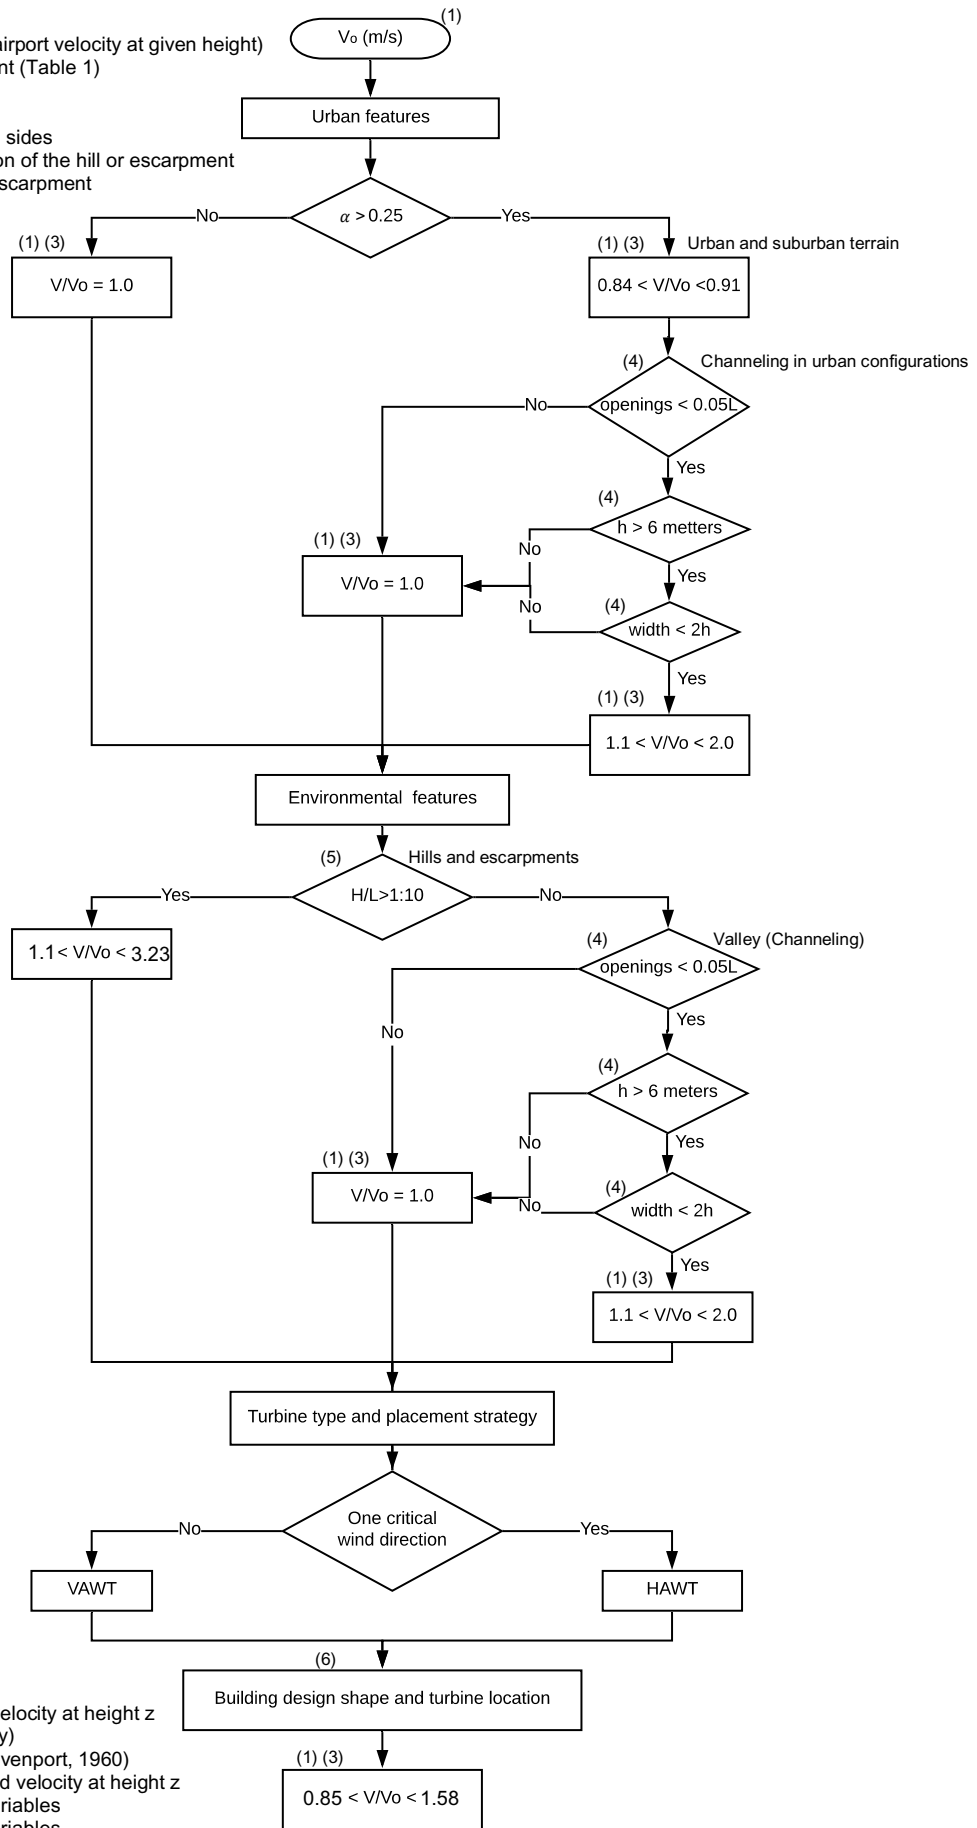 (1)
V₀ (m/s)
airport velocity at given height)
nt (Table 1)
Urban features
sides
on of the hill or escarpment
scarpment
α > 0.25
No
Yes
(1) (3)
(1) (3)
Urban and suburban terrain
V/Vo = 1.0
0.84 < V/Vo <0.91
(4)
Channeling in urban configurations
openings < 0.05L
No
Yes
(4)
h > 6 metters
(1) (3)
No
Yes
V/Vo = 1.0
No
(4)
width < 2h
Yes
(1) (3)
1.1 < V/Vo < 2.0
Environmental features
(5)
Hills and escarpments
H/L>1:10
Yes
No
1.1< V/Vo < 3.23
(4)
Valley (Channeling)
openings < 0.05L
Yes
No
(4)
h > 6 meters
No
Yes
(1) (3)
V/Vo = 1.0
(4)
No
width < 2h
Yes
(1) (3)
1.1 < V/Vo < 2.0
Turbine type and placement strategy
One critical
wind direction
No
Yes
VAWT
HAWT
(6)
Building design shape and turbine location
elocity at height z
y)
(1) (3)
venport, 1960)
d velocity at height z
0.85 < V/Vo < 1.58
riables
riables